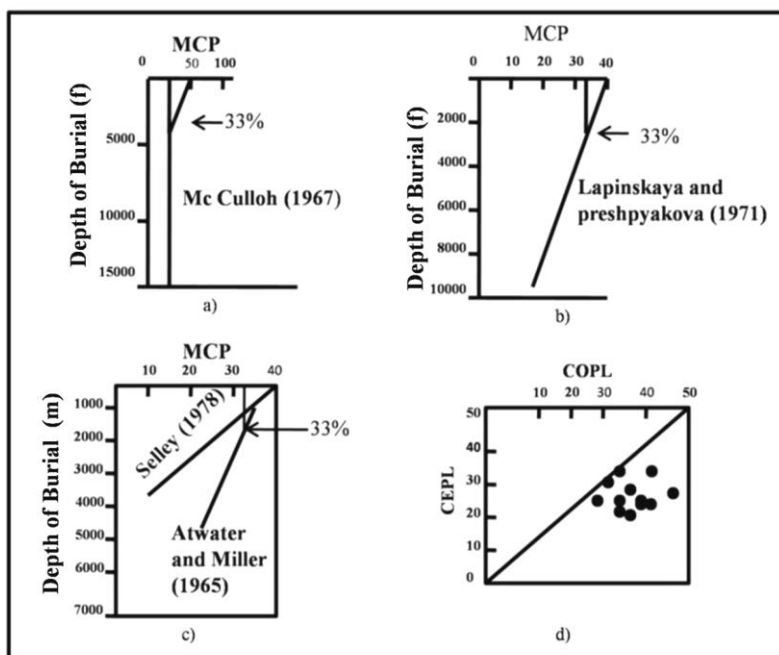 MCP
0 50 100
Depth of Burial (f)
5000
10000
15000
33%
Mc Culloh (1967)
a)
MCP
0 10 20 30 40
Depth of Burial (f)
2000
4000
6000
8000
10000
33%
Lapinskaya and
preshpyakova (1971)
b)
MCP
10 20 30 40
Depth of Burial (m)
1000
2000
3000
4000
5000
6000
7000
Selley (1978)
33%
Atwater
and Miller
(1965)
c)
COPL
10 20 30 40 50
CEPL
50
40
30
20
10
0
d)